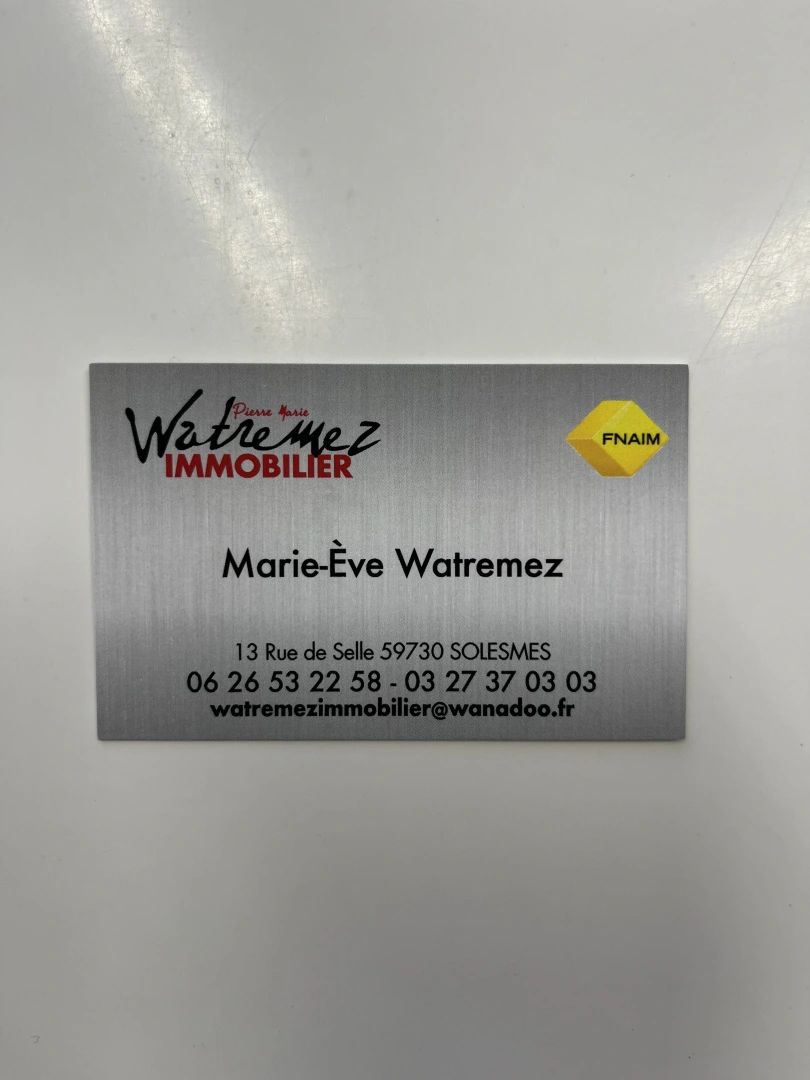 Pierre Marie
Watremez
IMMOBILIER
FNAIM
Marie-Ève Watremez
13 Rue de Selle 59730 SOLESMES
06 26 53 22 58 - 03 27 37 03 03
watremezimmobilier@wanadoo.fr